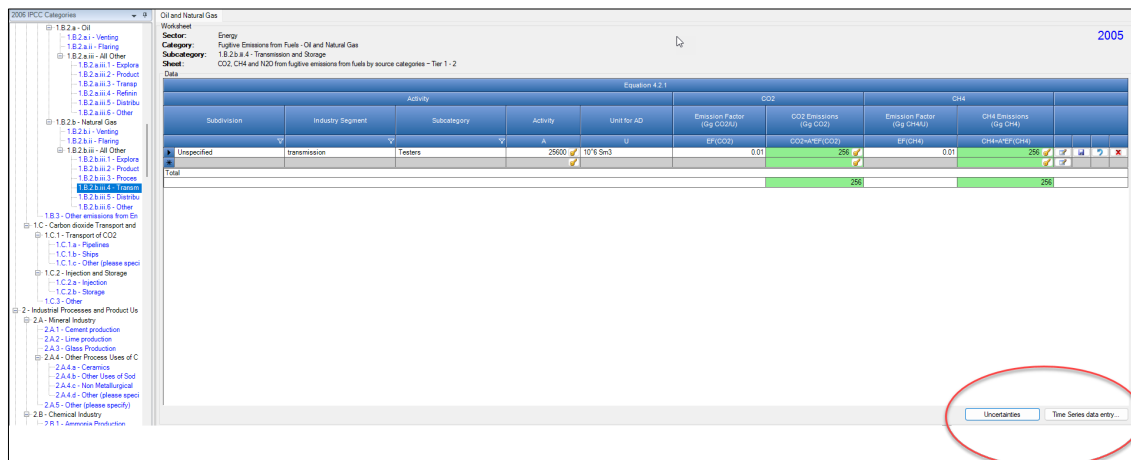 2006 IPCC Categories
1.B.2.a - Oil
1.B.2.a.i - Venting
1.B.2.a.ii - Flaring
1.B.2.a.iii - All Other
1.B.2.a.iii.1 - Explora
1.B.2.a.iii.2 - Product
1.B.2.a.iii.3 - Transp
1.B.2.a.iii.4 - Refinin
1.B.2.a.iii.5 - Distribu
1.B.2.a.iii.6 - Other
1.B.2.b - Natural Gas
1.B.2.b.i - Venting
1.B.2.b.ii - Flaring
1.B.2.b.iii - All Other
1.B.2.b.iii.1 - Explora
1.B.2.b.iii.2 - Product
1.B.2.b.iii.3 - Proces
1.B.2.b.iii.4 - Transm
1.B.2.b.iii.5 - Distribu
1.B.2.b.iii.6 - Other
1.B.3 - Other emissions from En
1.C - Carbon dioxide Transport and
1.C.1 - Transport of CO2
1.C.1.a - Pipelines
1.C.1.b - Ships
1.C.1.c - Other (please speci
1.C.2 - Injection and Storage
1.C.2.a - Injection
1.C.2.b - Storage
1.C.3 - Other
2 - Industrial Processes and Product Us
2.A - Mineral Industry
2.A.1 - Cement production
2.A.2 - Lime production
2.A.3 - Glass Production
2.A.4 - Other Process Uses of C
2.A.4.a - Ceramics
2.A.4.b - Other Uses of Sod
2.A.4.c - Non Metallurgical
2.A.4.d - Other (please speci
2.A.5 - Other (please specify)
2.B - Chemical Industry
2.B.1 - Ammonia Production
Oil and Natural Gas
Worksheet
Sector: Energy
2005
Category: Fugitive Emissions from Fuels - Oil and Natural Gas
Subcategory: 1.B.2.b.iii.4 - Transmission and Storage
Sheet: CO2, CH4 and N2O from fugitive emissions from fuels by source categories - Tier 1 - 2
Data
Equation 4.2.1
Activity CO2 CH4
Subdivision Industry Segment Subcategory Activity Unit for AD Emission Factor (Gg CO2/U) CO2 Emissions (Gg CO2) Emission Factor (Gg CH4/U) CH4 Emissions (Gg CH4)
A U EF(CO2) CO2=A*EF(CO2) EF(CH4) CH4=A*EF(CH4)
Unspecified transmission Testers 25600 10^6 Sm3 0.01 256 0.01 256
Total
256 256
Uncertainties Time Series data entry...